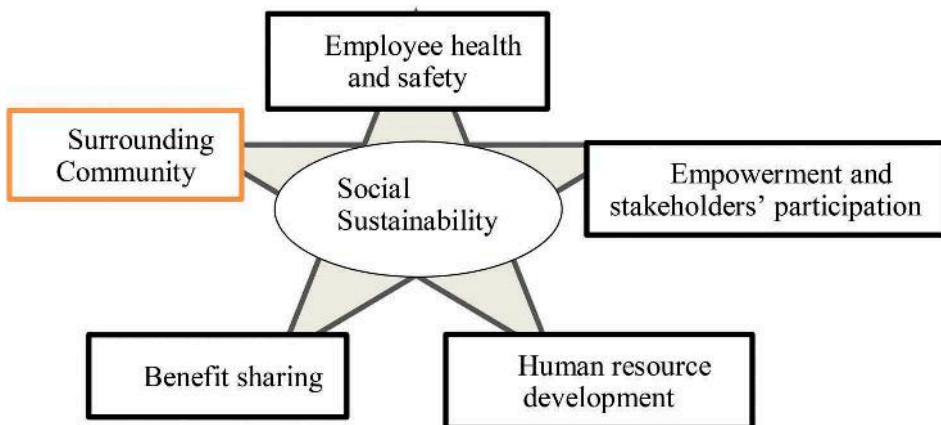 Employee health
and safety
Surrounding
Community
Social
Sustainability
Empowerment and
stakeholders’ participation
Benefit sharing
Human resource
development